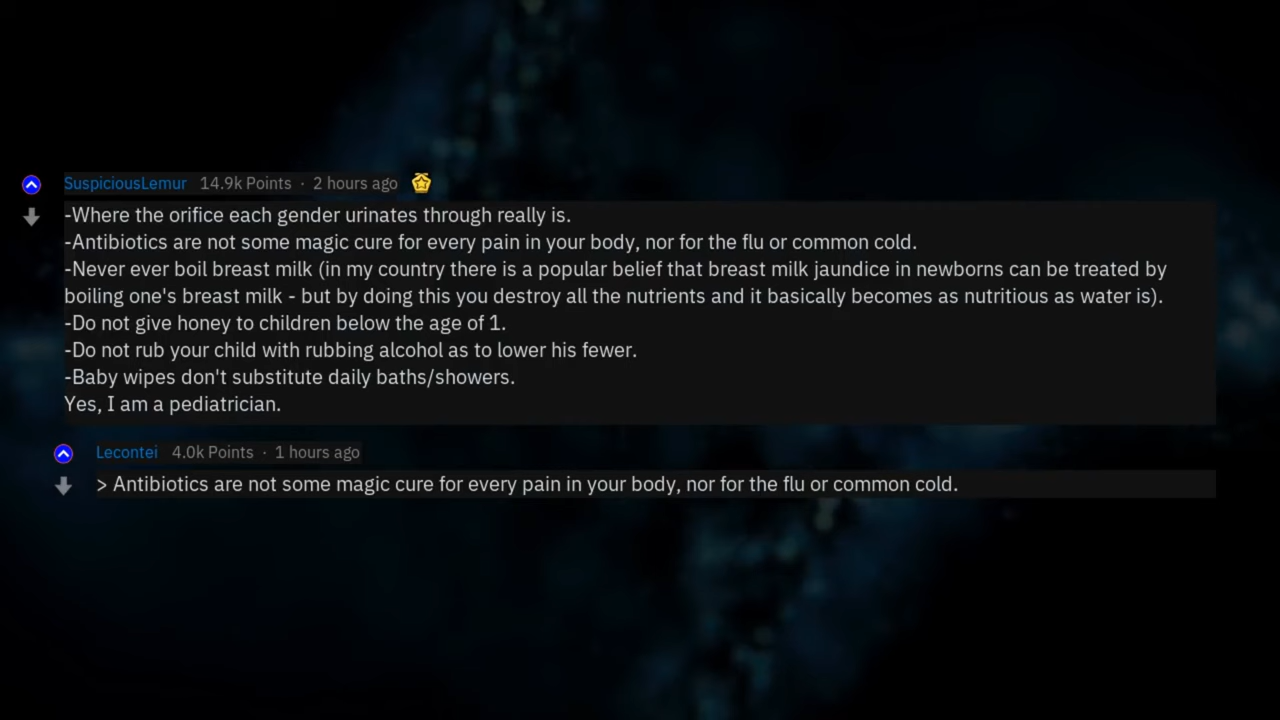 SuspiciousLemur 14.9k Points · 2 hours ago
-Where the orifice each gender urinates through really is.
-Antibiotics are not some magic cure for every pain in your body, nor for the flu or common cold.
-Never ever boil breast milk (in my country there is a popular belief that breast milk jaundice in newborns can be treated by
boiling one's breast milk - but by doing this you destroy all the nutrients and it basically becomes as nutritious as water is).
-Do not give honey to children below the age of 1.
-Do not rub your child with rubbing alcohol as to lower his fewer.
-Baby wipes don't substitute daily baths/showers.
Yes, I am a pediatrician.
Lecontei 4.0k Points · 1 hours ago
> Antibiotics are not some magic cure for every pain in your body, nor for the flu or common cold.